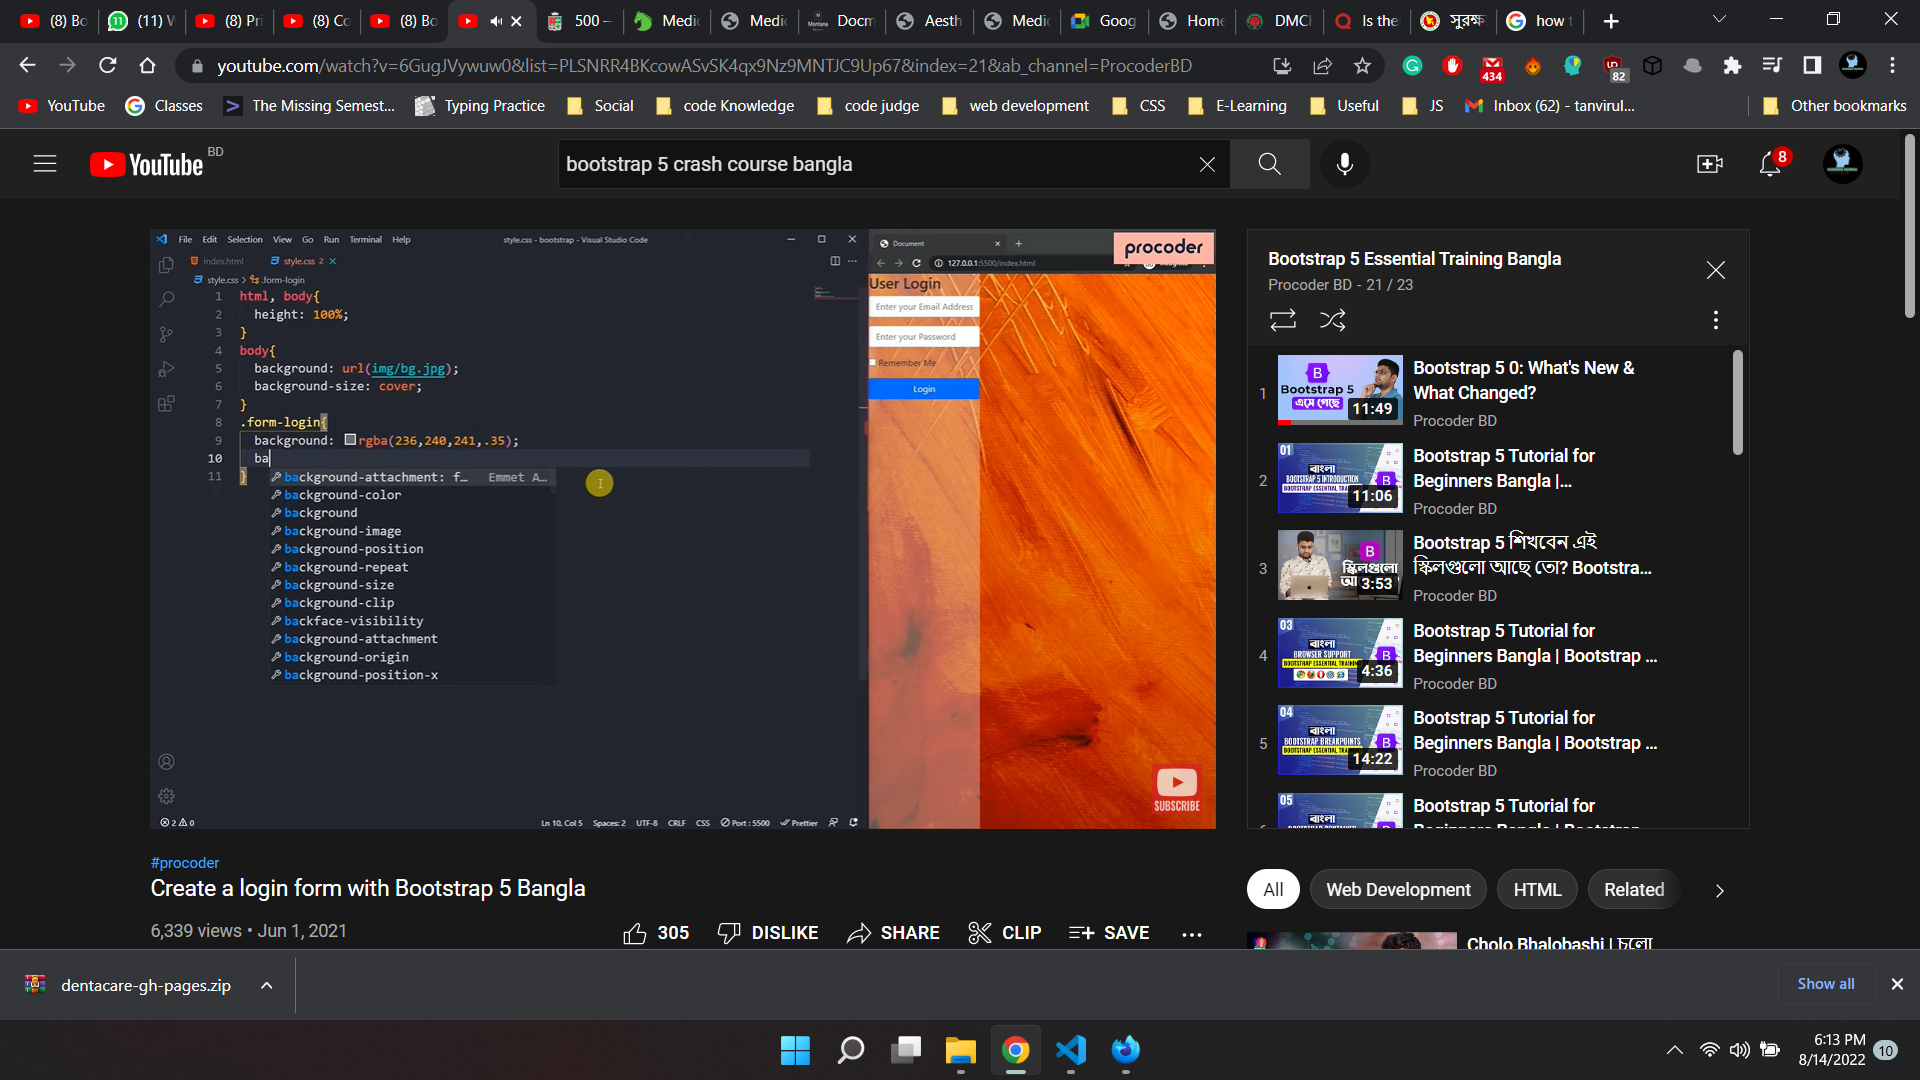 (8) Bo
(11) W
(8) Pri
(8) Co
(8) Bo
500 –
Medic
Medic
Docm
Aesth
Medic
Goog
Home
DMCH
Is the
সুরক্ষা
how t
youtube.com/watch?v=6GugJVywuw0&list=PLSNRR4BKcowASvSK4qx9Nz9MNTJC9Up67&index=21&ab_channel=ProcoderBD
434
82
YouTube
Classes
The Missing Semest...
Typing Practice
Social
code Knowledge
code judge
web development
CSS
E-Learning
Useful
JS
Inbox (62) - tanvirul...
Other bookmarks
YouTube BD
bootstrap 5 crash course bangla
8
File Edit Selection View Go Run Terminal Help
style.css - bootstrap - Visual Studio Code
index.html
style.css 2
style.css > .form-login
1 html, body{
2 height: 100%;
3 }
4 body{
5 background: url(img/bg.jpg);
6 background-size: cover;
7 }
8 .form-login{
9 background: rgba(236,240,241,.35);
10 ba
11 }
background-attachment: f… Emmet A…
background-color
background
background-image
background-position
background-repeat
background-size
background-clip
backface-visibility
background-attachment
background-origin
background-position-x
2 0
Ln 10, Col 5 Spaces: 2 UTF-8 CRLF CSS Port : 5500 Prettier
Document
procoder
127.0.0.1:5500/index.html
User Login
Enter your Email Address
Enter your Password
Remember Me
Login
SUBSCRIBE
Bootstrap 5 Essential Training Bangla
Procoder BD - 21 / 23
1
Bootstrap 5
এসে গেছে
11:49
Bootstrap 5 0: What's New &
What Changed?
Procoder BD
2
01
বাংলা
BOOTSTRAP 5 INTRODUCTION
11:06
Bootstrap 5 Tutorial for
Beginners Bangla |...
Procoder BD
3
স্কিলগুলো
3:53
Bootstrap 5 শিখবেন এই
স্কিলগুলো আছে তো? Bootstra...
Procoder BD
4
03
বাংলা
BROWSER SUPPORT
4:36
Bootstrap 5 Tutorial for
Beginners Bangla | Bootstrap ...
Procoder BD
5
04
বাংলা
BOOTSTRAP BREAKPOINTS
14:22
Bootstrap 5 Tutorial for
Beginners Bangla | Bootstrap ...
Procoder BD
05
বাংলা
Bootstrap 5 Tutorial for
Beginners Bangla | Bootstrap
#procoder
Create a login form with Bootstrap 5 Bangla
6,339 views • Jun 1, 2021
305
DISLIKE
SHARE
CLIP
SAVE
All
Web Development
HTML
Related
Cholo Bhalobashi | চলো
dentacare-gh-pages.zip
Show all
6:13 PM
8/14/2022
10